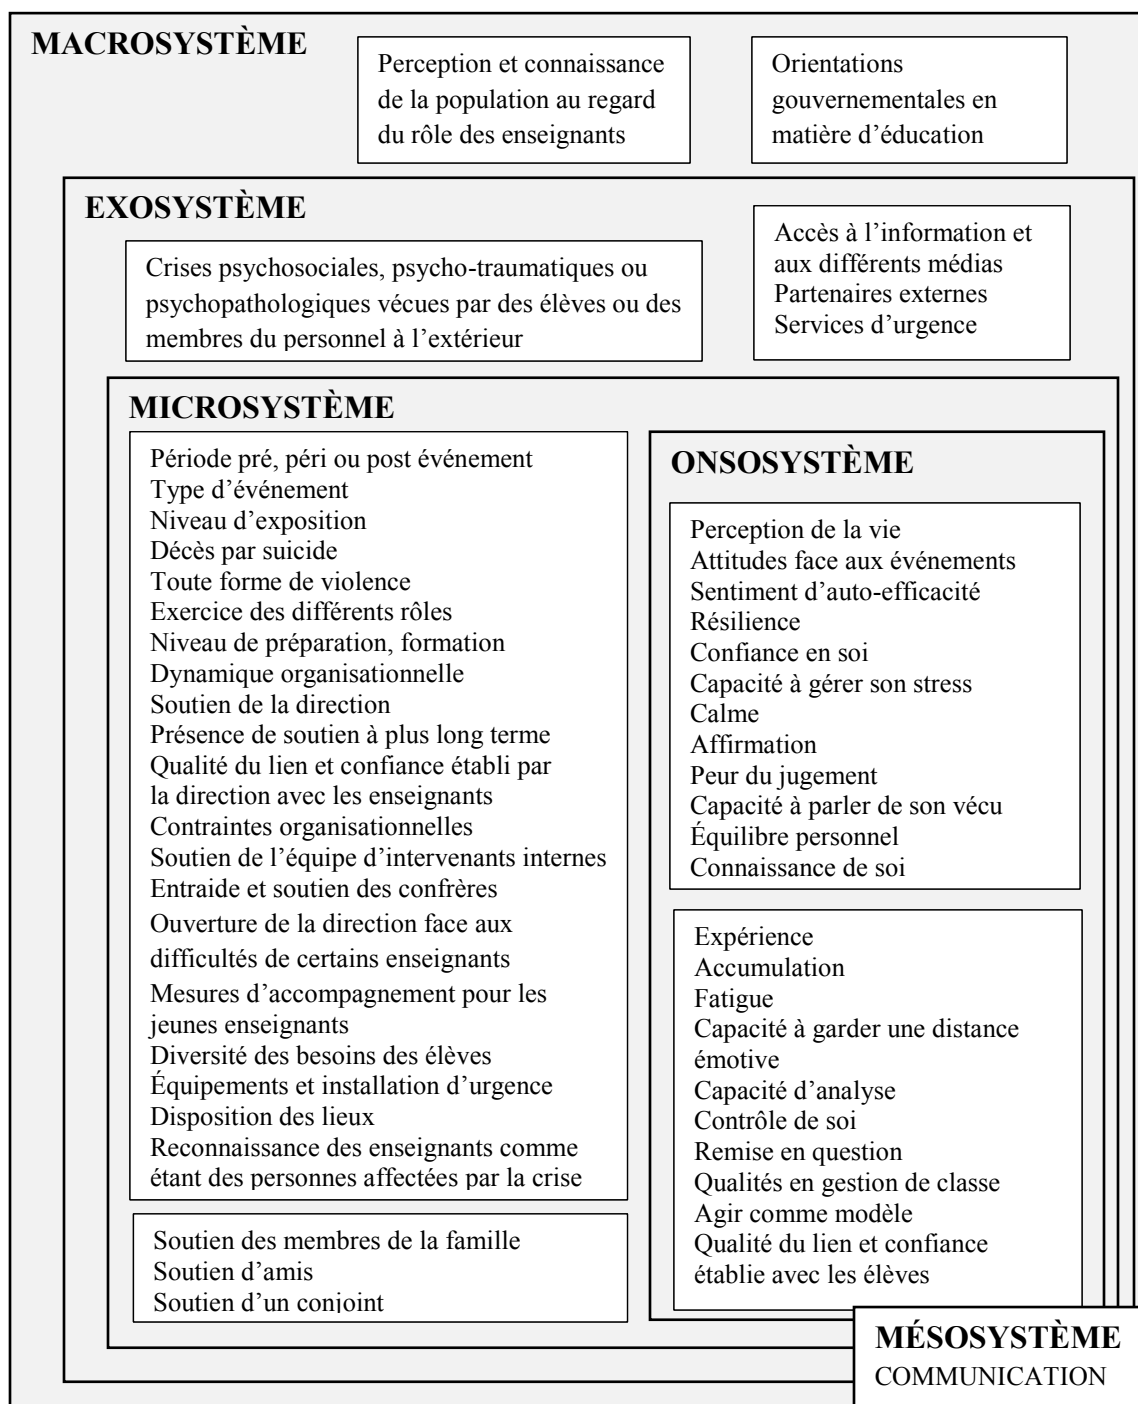 MACROSYSTÈME
Perception et connaissance
de la population au regard
du rôle des enseignants
Orientations
gouvernementales en
matière d’éducation
EXOSYSTÈME
Crises psychosociales, psycho-traumatiques ou
psychopathologiques vécues par des élèves ou des
membres du personnel à l’extérieur
Accès à l’information et
aux différents médias
Partenaires externes
Services d’urgence
MICROSYSTÈME
Période pré, péri ou post événement
Type d’événement
Niveau d’exposition
Décès par suicide
Toute forme de violence
Exercice des différents rôles
Niveau de préparation, formation
Dynamique organisationnelle
Soutien de la direction
Présence de soutien à plus long terme
Qualité du lien et confiance établi par
la direction avec les enseignants
Contraintes organisationnelles
Soutien de l’équipe d’intervenants internes
Entraide et soutien des confrères
Ouverture de la direction face aux
difficultés de certains enseignants
Mesures d’accompagnement pour les
jeunes enseignants
Diversité des besoins des élèves
Équipements et installation d’urgence
Disposition des lieux
Reconnaissance des enseignants comme
étant des personnes affectées par la crise
Soutien des membres de la famille
Soutien d’amis
Soutien d’un conjoint
ONSOSYSTÈME
Perception de la vie
Attitudes face aux événements
Sentiment d’auto-efficacité
Résilience
Confiance en soi
Capacité à gérer son stress
Calme
Affirmation
Peur du jugement
Capacité à parler de son vécu
Équilibre personnel
Connaissance de soi
Expérience
Accumulation
Fatigue
Capacité à garder une distance
émotive
Capacité d’analyse
Contrôle de soi
Remise en question
Qualités en gestion de classe
Agir comme modèle
Qualité du lien et confiance
établie avec les élèves
MÉSOSYSTÈME
COMMUNICATION